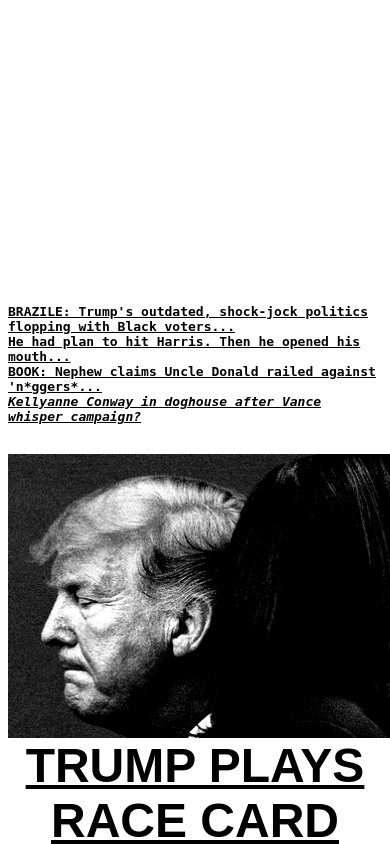 BRAZILE: Trump's outdated, shock-jock politics
flopping with Black voters...
He had plan to hit Harris. Then he opened his
mouth...
BOOK: Nephew claims Uncle Donald railed against
'n*ggers*...
Kellyanne Conway in doghouse after Vance
whisper campaign?
TRUMP PLAYS
RACE CARD